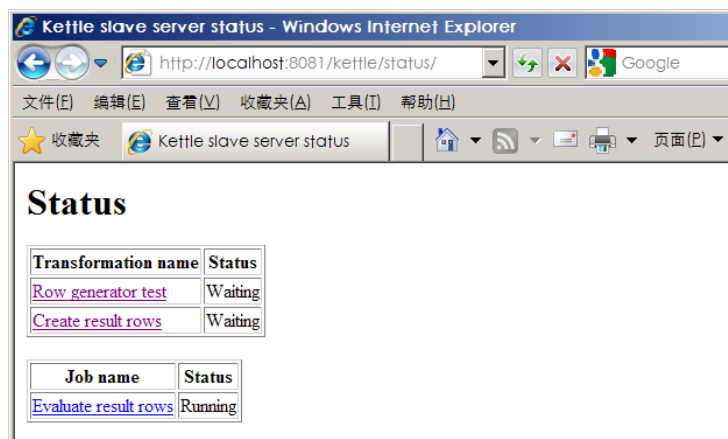 Kettle slave server status - Windows Internet Explorer
http://localhost:8081/kettle/status/ Google
文件(F) 编辑(E) 查看(V) 收藏夹(A) 工具(T) 帮助(H)
收藏夹 Kettle slave server status 页面(P)
Status
Transformation name Status
Row generator test Waiting
Create result rows Waiting
Job name Status
Evaluate result rows Running